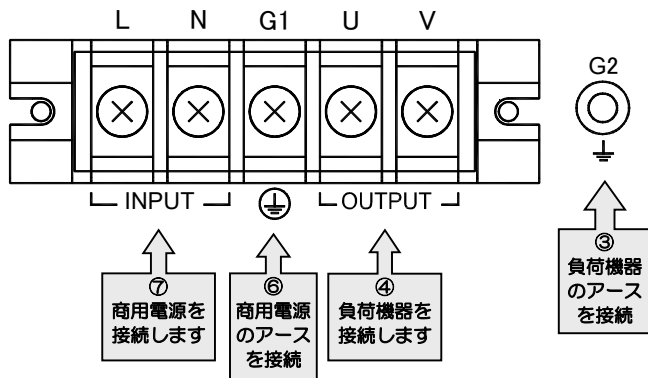 L N G1 U V
G2
INPUT OUTPUT
⑦
商用電源を
接続します
⑥
商用電源
のアース
を接続
④
負荷機器を
接続します
③
負荷機器
のアース
を接続